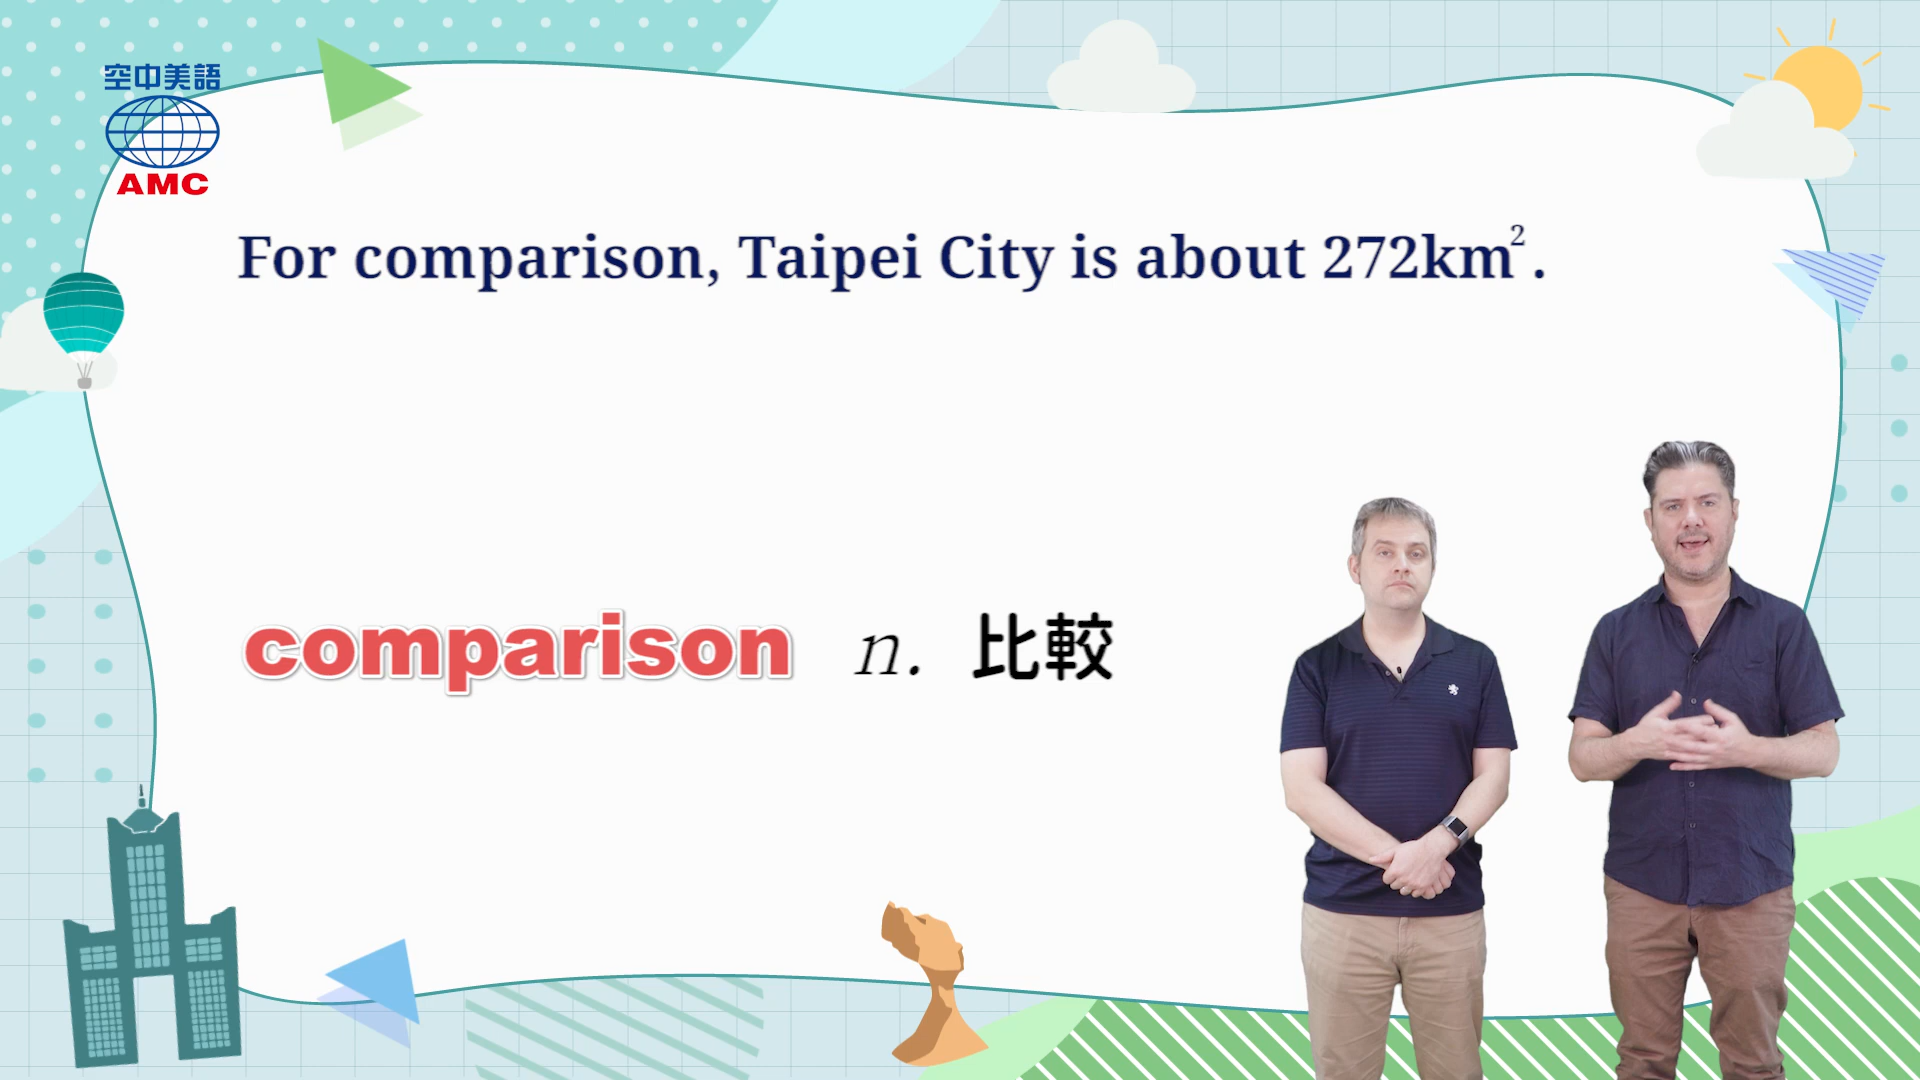 空中美語
AMC
For comparison, Taipei City is about 272km².
comparison n. 比較